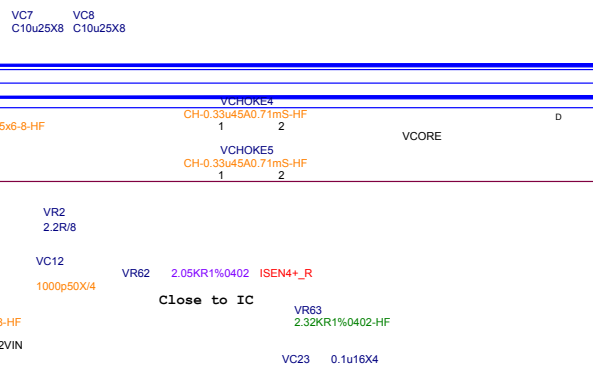 VC7 VC8
C10u25X8 C10u25X8
VCHOKE4
CH-0.33u45A0.71mS-HF
1 2
5x6-8-HF
D
VCORE
VCHOKE5
CH-0.33u45A0.71mS-HF
1 2
VR2
2.2R/8
VC12
VR62 2.05KR1%0402 ISEN4+_R
1000p50X/4
Close to IC
VR63
-HF 2.32KR1%0402-HF
2VIN
VC23 0.1u16X4